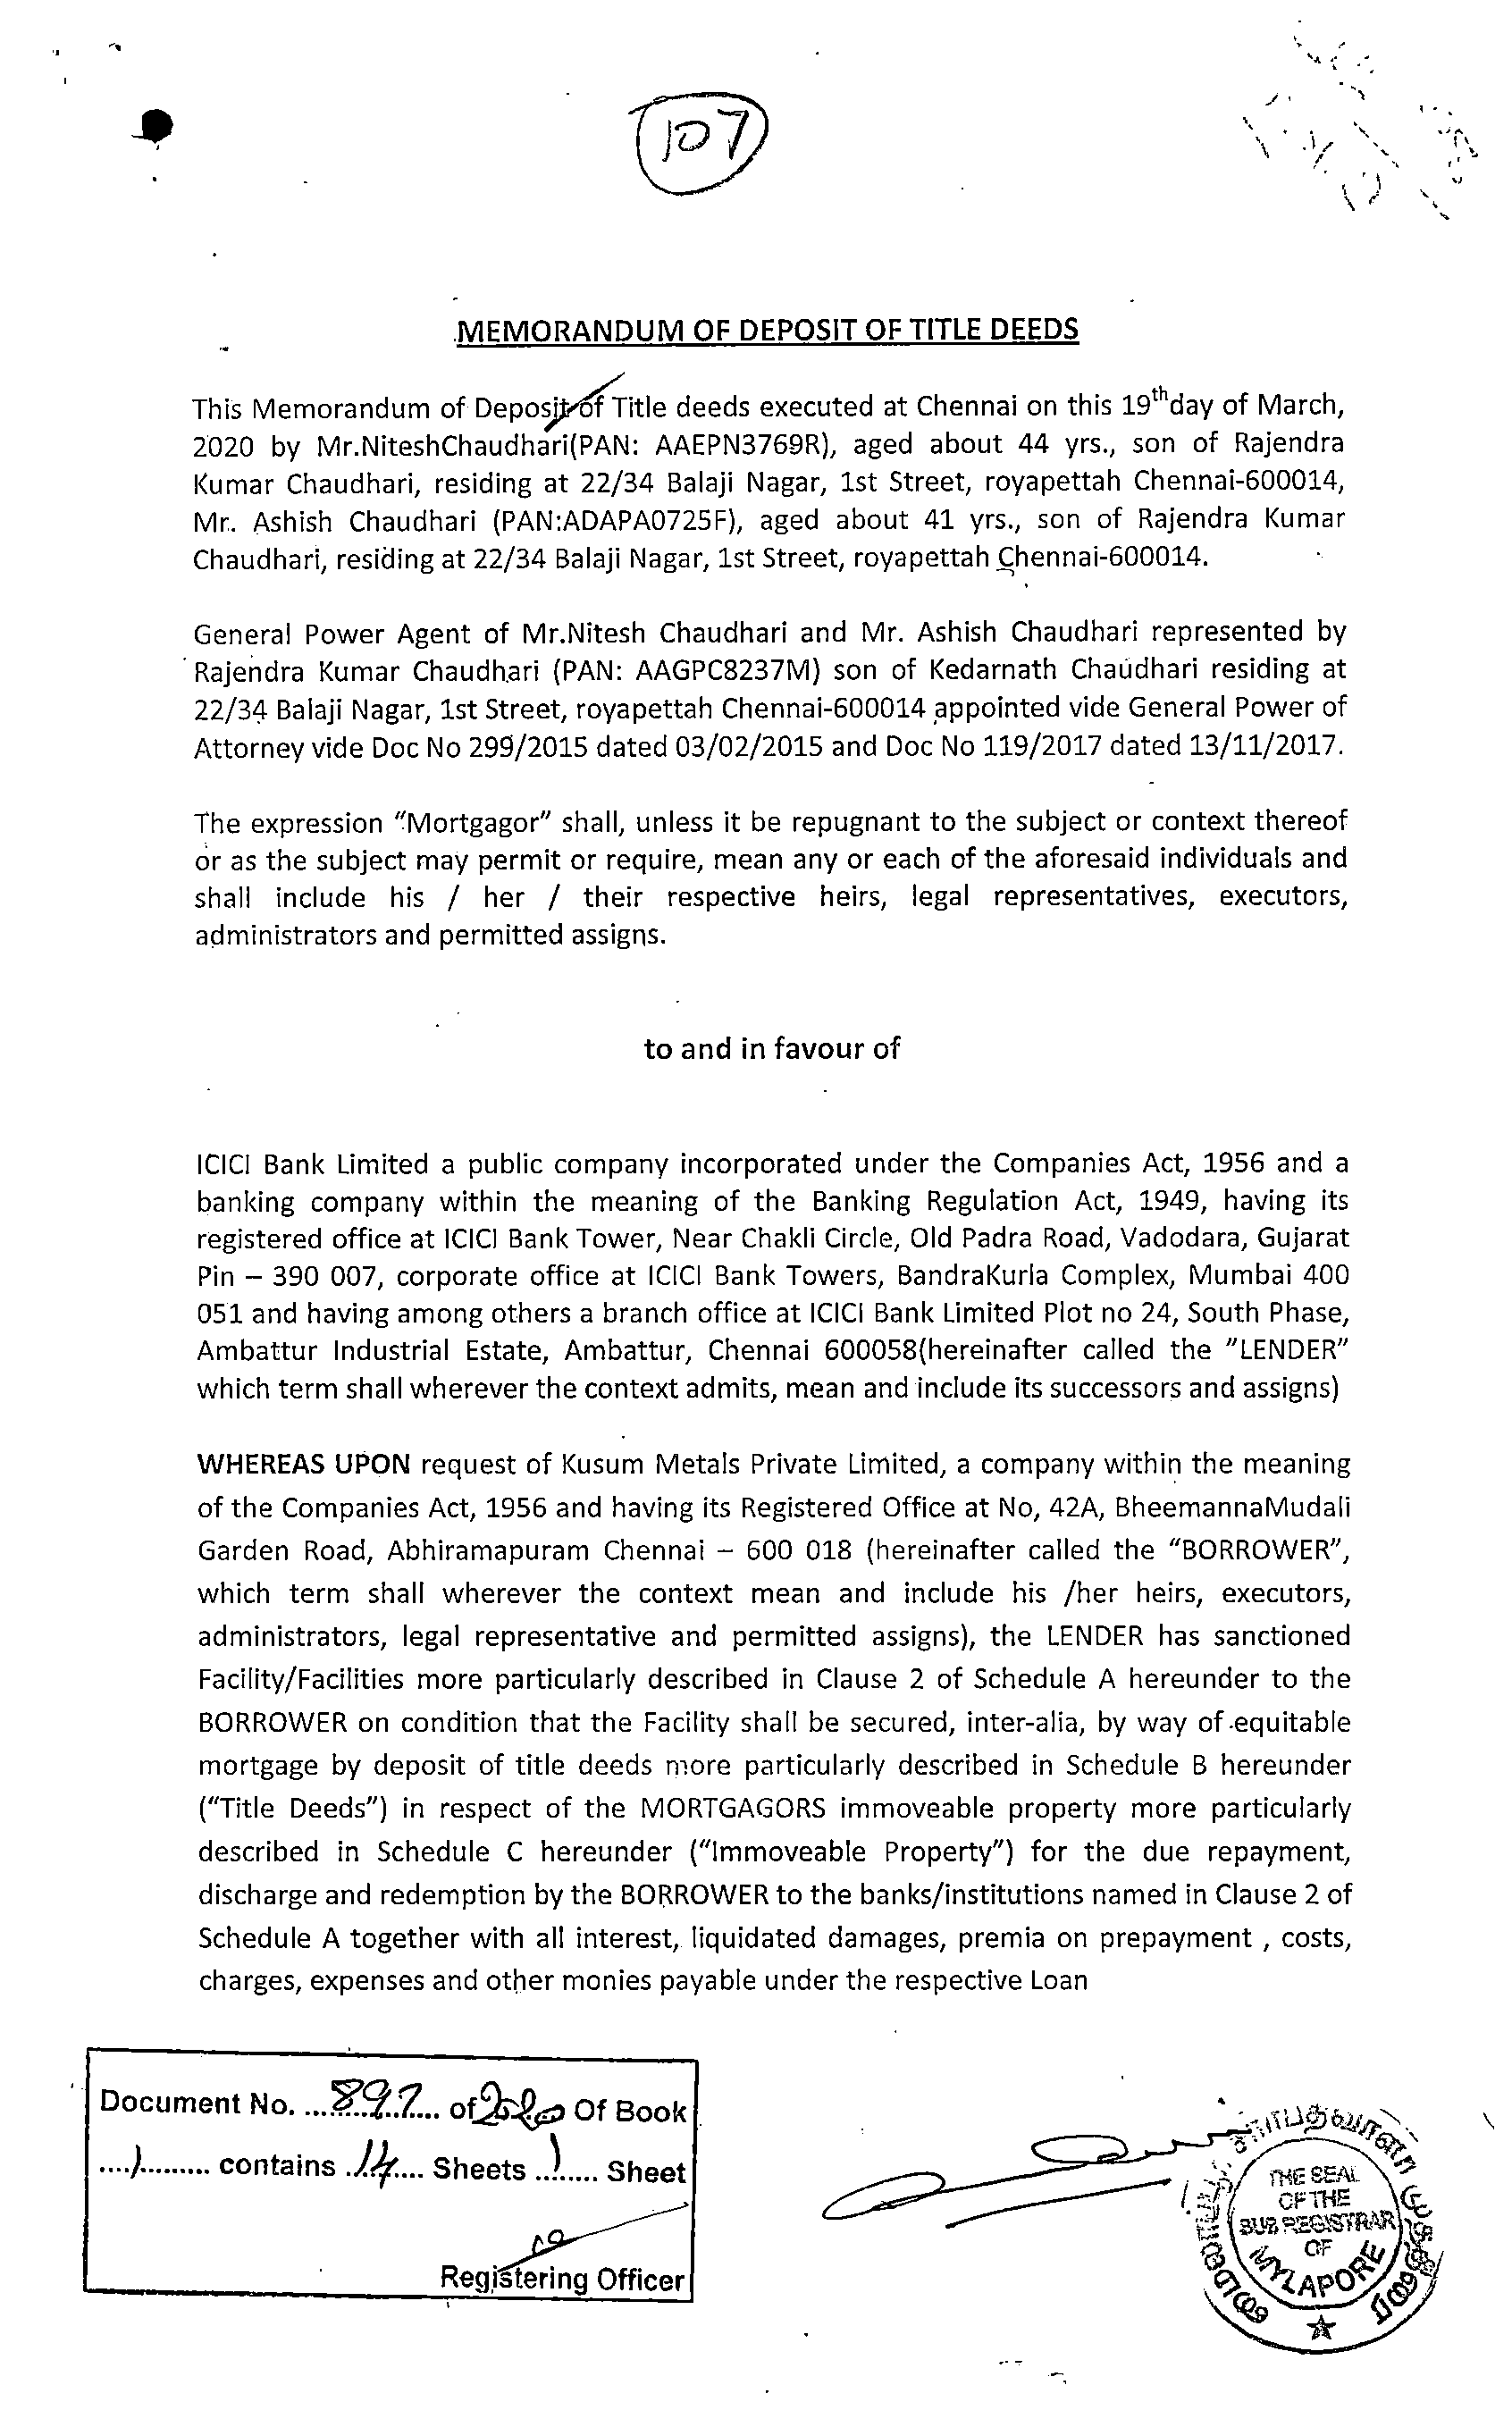 107
MEMORANDUM OF DEPOSIT OF TITLE DEEDS
This Memorandum of Deposit of Title deeds executed at Chennai on this 19thday of March,
2020 by Mr.NiteshChaudhari(PAN: AAEPN3769R), aged about 44 yrs., son of Rajendra
Kumar Chaudhari, residing at 22/34 Balaji Nagar, 1st Street, royapettah Chennai-600014,
Mr. Ashish Chaudhari (PAN:ADAPA0725F), aged about 41 yrs., son of Rajendra Kumar
Chaudhari, residing at 22/34 Balaji Nagar, 1st Street, royapettah Chennai-600014.
General Power Agent of Mr.Nitesh Chaudhari and Mr. Ashish Chaudhari represented by
Rajendra Kumar Chaudhari (PAN: AAGPC8237M) son of Kedarnath Chaudhari residing at
22/34 Balaji Nagar, 1st Street, royapettah Chennai-600014 appointed vide General Power of
Attorney vide Doc No 299/2015 dated 03/02/2015 and Doc No 119/2017 dated 13/11/2017.
The expression "Mortgagor" shall, unless it be repugnant to the subject or context thereof
or as the subject may permit or require, mean any or each of the aforesaid individuals and
shall include his / her / their respective heirs, legal representatives, executors,
administrators and permitted assigns.
to and in favour of
ICICI Bank Limited a public company incorporated under the Companies Act, 1956 and a
banking company within the meaning of the Banking Regulation Act, 1949, having its
registered office at ICICI Bank Tower, Near Chakli Circle, Old Padra Road, Vadodara, Gujarat
Pin – 390 007, corporate office at ICICI Bank Towers, BandraKurla Complex, Mumbai 400
051 and having among others a branch office at ICICI Bank Limited Plot no 24, South Phase,
Ambattur Industrial Estate, Ambattur, Chennai 600058(hereinafter called the "LENDER"
which term shall wherever the context admits, mean and include its successors and assigns)
WHEREAS UPON request of Kusum Metals Private Limited, a company within the meaning
of the Companies Act, 1956 and having its Registered Office at No, 42A, BheemannaMudali
Garden Road, Abhiramapuram Chennai – 600 018 (hereinafter called the "BORROWER",
which term shall wherever the context mean and include his /her heirs, executors,
administrators, legal representative and permitted assigns), the LENDER has sanctioned
Facility/Facilities more particularly described in Clause 2 of Schedule A hereunder to the
BORROWER on condition that the Facility shall be secured, inter-alia, by way of equitable
mortgage by deposit of title deeds more particularly described in Schedule B hereunder
("Title Deeds") in respect of the MORTGAGORS immoveable property more particularly
described in Schedule C hereunder ("Immoveable Property") for the due repayment,
discharge and redemption by the BORROWER to the banks/institutions named in Clause 2 of
Schedule A together with all interest, liquidated damages, premia on prepayment , costs,
charges, expenses and other monies payable under the respective Loan
Document No. ...897... of 2020 Of Book
....1......... contains ..14.... Sheets ..1...... Sheet
Registering Officer
THE SEAL
OF THE
SUB REGISTRAR
OF
MYLAPORE